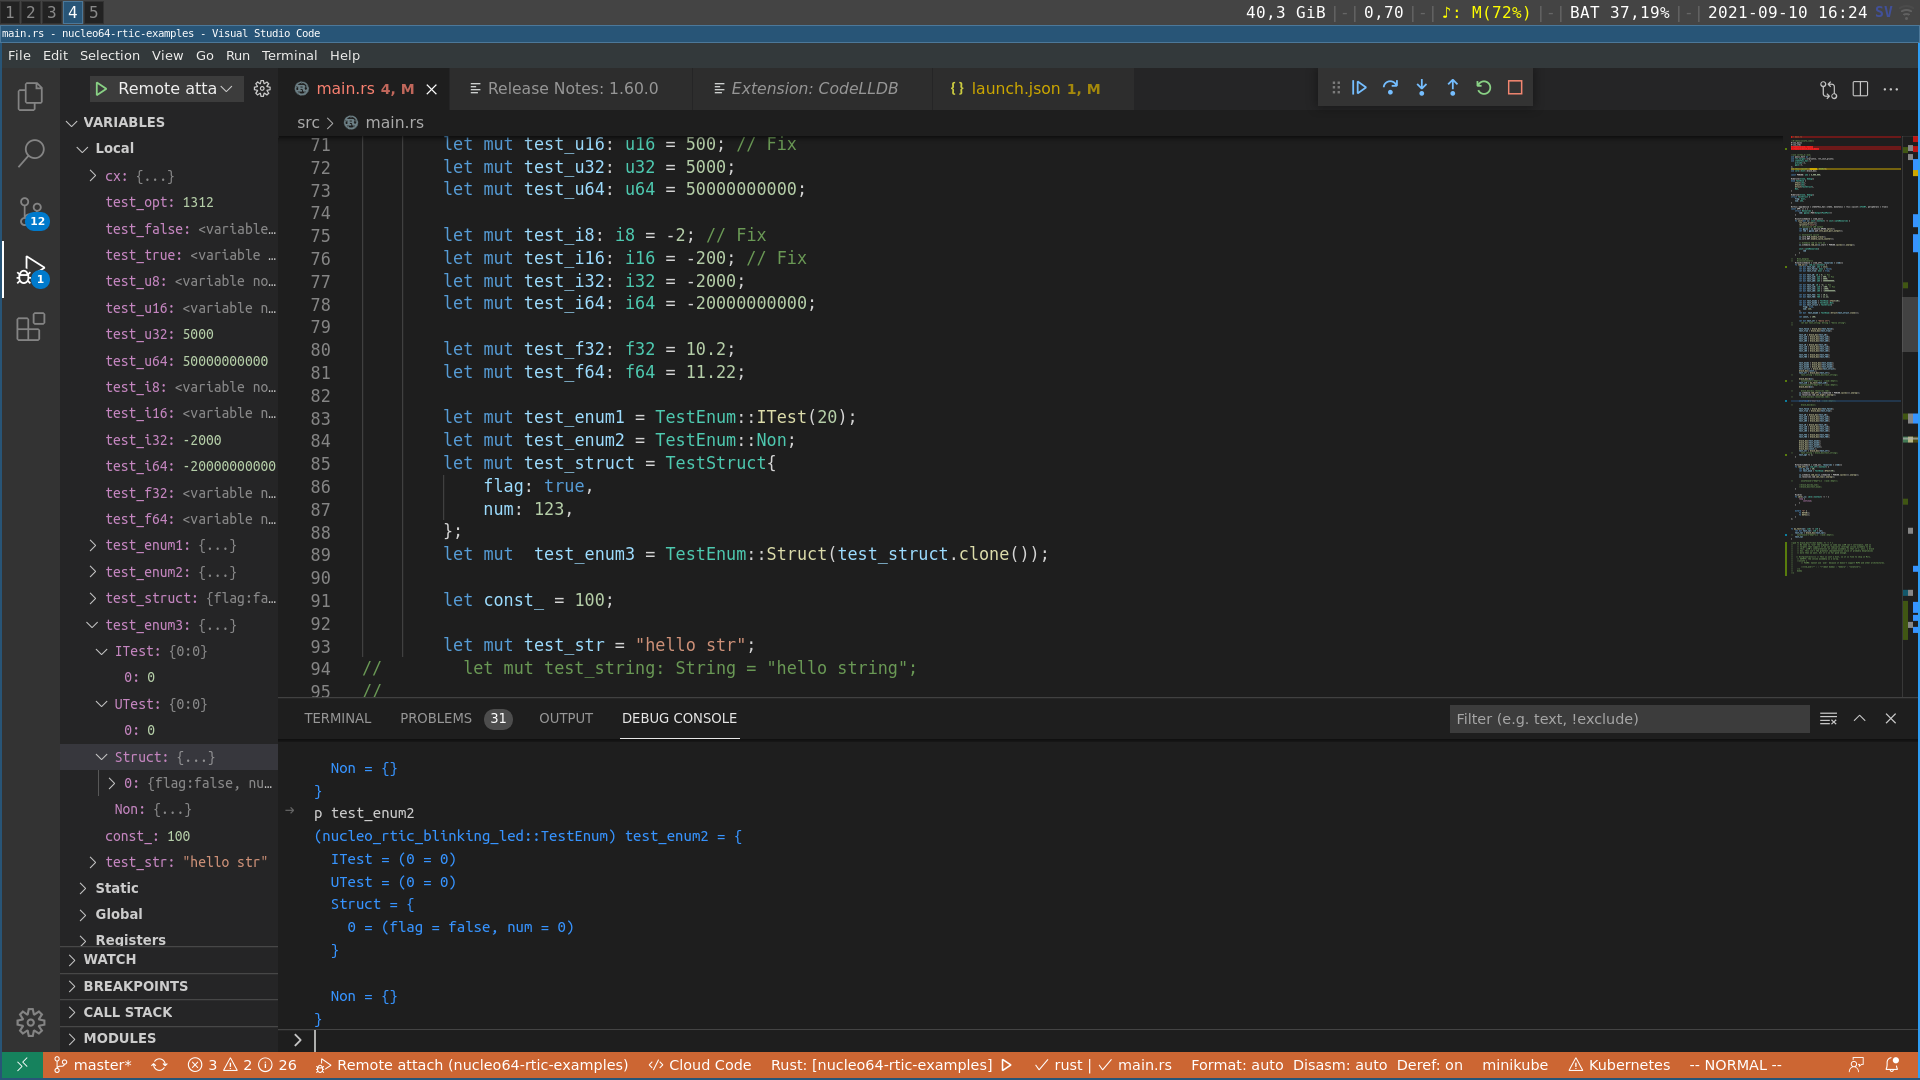 1 2 3 4 5
40,3 GiB |-| 0,70 |-| ♪: M(72%) |-| BAT 37,19% |-| 2021-09-10 16:24 SV
main.rs - nucleo64-rtic-examples - Visual Studio Code
File Edit Selection View Go Run Terminal Help
Remote atta
main.rs 4, M
Release Notes: 1.60.0
Extension: CodeLLDB
{} launch.json 1, M
src > main.rs
12
1
VARIABLES
Local
cx: {...}
test_opt: 1312
test_false: <variable…
test_true: <variable …
test_u8: <variable no…
test_u16: <variable n…
test_u32: 5000
test_u64: 50000000000
test_i8: <variable no…
test_i16: <variable n…
test_i32: -2000
test_i64: -20000000000
test_f32: <variable n…
test_f64: <variable n…
test_enum1: {...}
test_enum2: {...}
test_struct: {flag:fa…
test_enum3: {...}
ITest: {0:0}
0: 0
UTest: {0:0}
0: 0
Struct: {...}
0: {flag:false, nu…
Non: {...}
const_: 100
test_str: "hello str"
Static
Global
Registers
WATCH
BREAKPOINTS
CALL STACK
MODULES
71 let mut test_u16: u16 = 500; // Fix
72 let mut test_u32: u32 = 5000;
73 let mut test_u64: u64 = 50000000000;
74
75 let mut test_i8: i8 = -2; // Fix
76 let mut test_i16: i16 = -200; // Fix
77 let mut test_i32: i32 = -2000;
78 let mut test_i64: i64 = -20000000000;
79
80 let mut test_f32: f32 = 10.2;
81 let mut test_f64: f64 = 11.22;
82
83 let mut test_enum1 = TestEnum::ITest(20);
84 let mut test_enum2 = TestEnum::Non;
85 let mut test_struct = TestStruct{
86 flag: true,
87 num: 123,
88 };
89 let mut  test_enum3 = TestEnum::Struct(test_struct.clone());
90
91 let const_ = 100;
92
93 let mut test_str = "hello str";
94 //        let mut test_string: String = "hello string";
95 //
TERMINAL PROBLEMS 31 OUTPUT DEBUG CONSOLE
Filter (e.g. text, !exclude)
Non = {}
}
p test_enum2
(nucleo_rtic_blinking_led::TestEnum) test_enum2 = {
ITest = (0 = 0)
UTest = (0 = 0)
Struct = {
0 = (flag = false, num = 0)
}
Non = {}
}
>
master* 3 2 26 Remote attach (nucleo64-rtic-examples) Cloud Code Rust: [nucleo64-rtic-examples] rust | main.rs Format: auto Disasm: auto Deref: on minikube Kubernetes -- NORMAL --